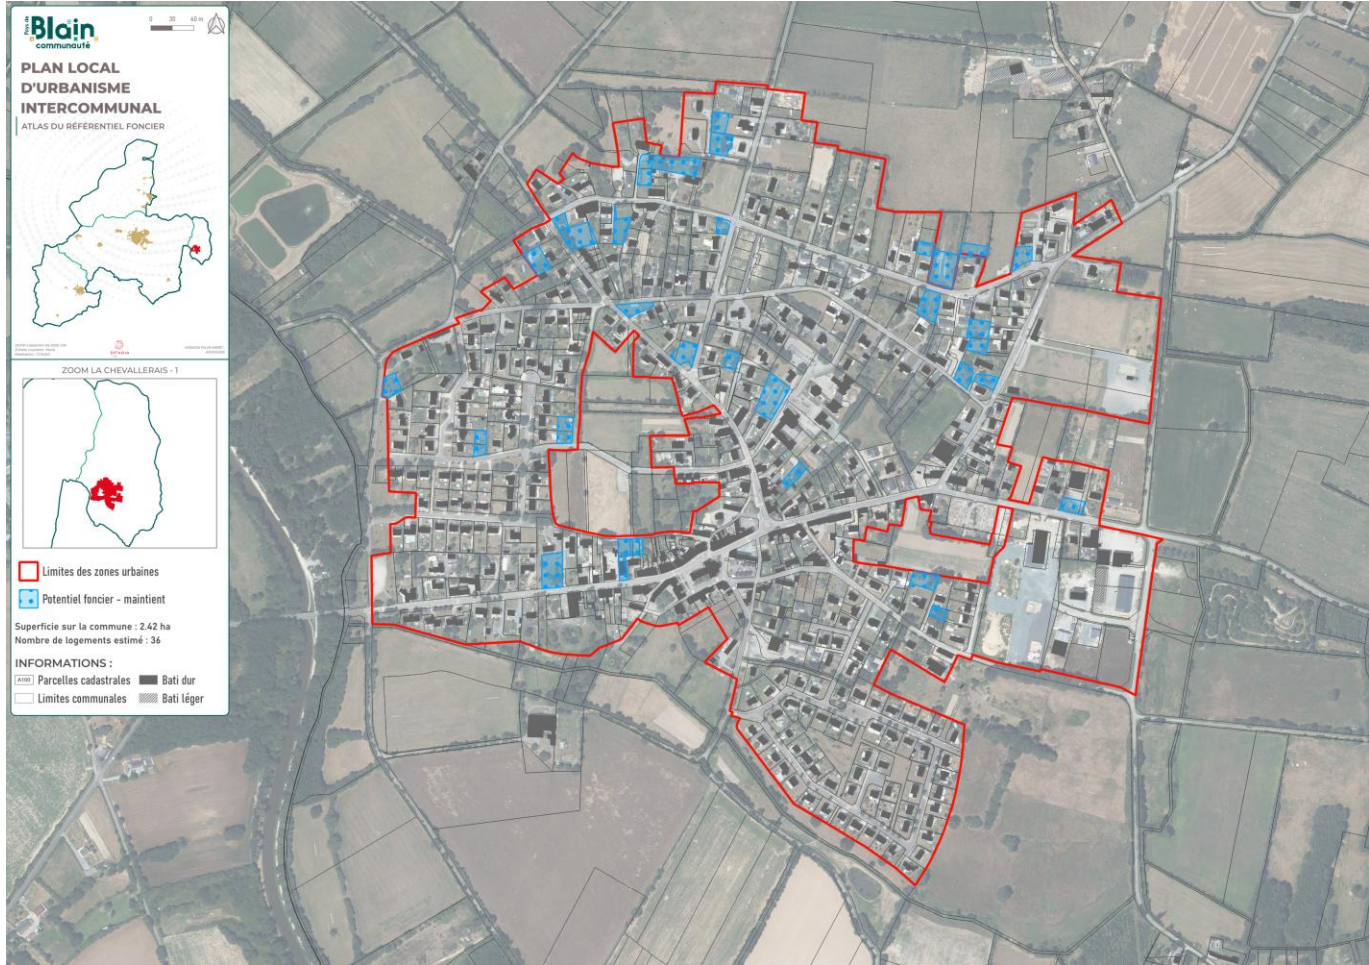 Pays de
Blain
communauté
0 30 60 m
PLAN LOCAL
D'URBANISME
INTERCOMMUNAL
ATLAS DU RÉFÉRENTIEL FONCIER
ZOOM LA CHEVALLERAIS - 1
Limites des zones urbaines
Potentiel foncier - maintient
Superficie sur la commune : 2.42 ha
Nombre de logements estimé : 36
INFORMATIONS :
A100 Parcelles cadastrales Bati dur
Limites communales Bati léger